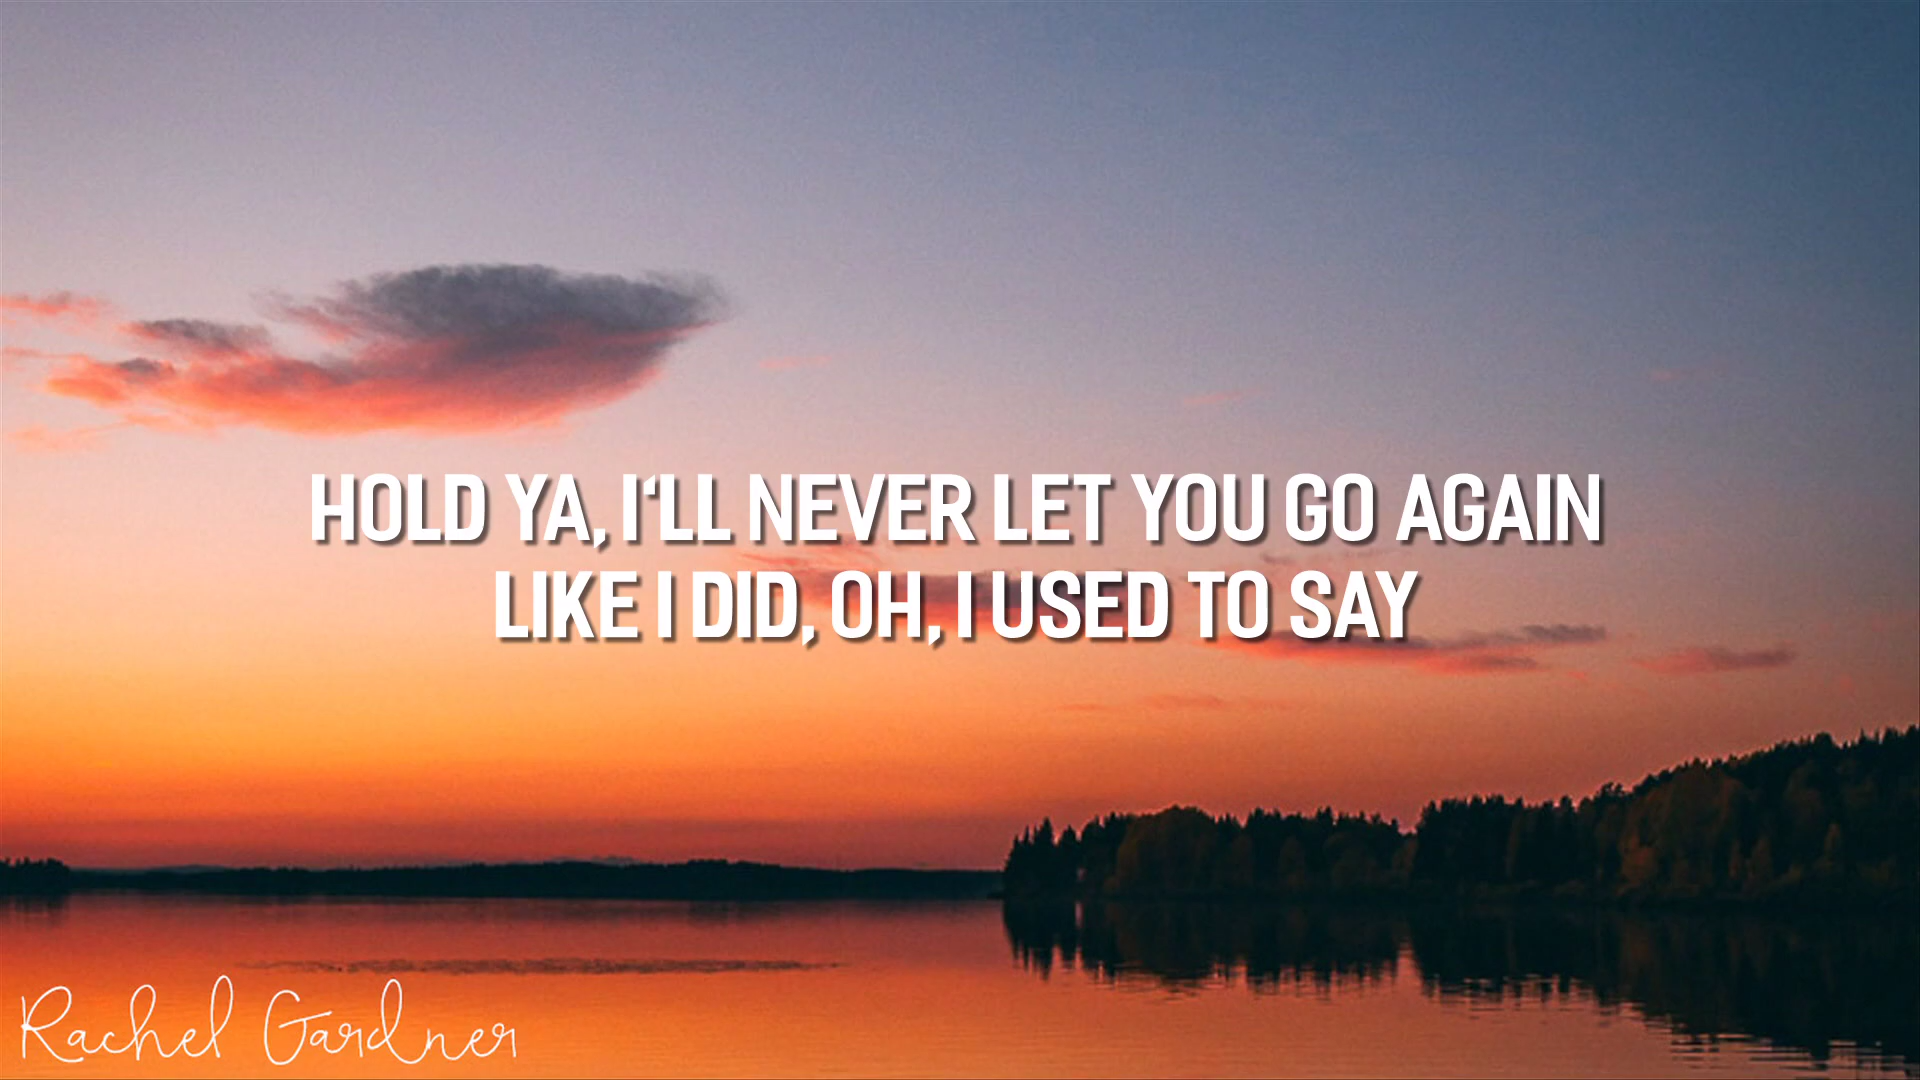 HOLD YA, I'LL NEVER LET YOU GO AGAIN
LIKE I DID, OH, I USED TO SAY
Rachel Gardner